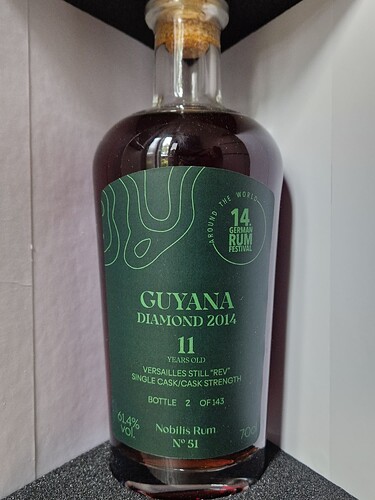 AROUND THE WORLD
14.
GERMAN
RUM
FESTIVAL
GUYANA
DIAMOND 2014
11
YEARS OLD
VERSAILLES STILL "REV"
SINGLE CASK/CASK STRENGTH
BOTTLE 2 OF 143
61.4%
VOL.
Nobilis Rum
Nº 51
70cl